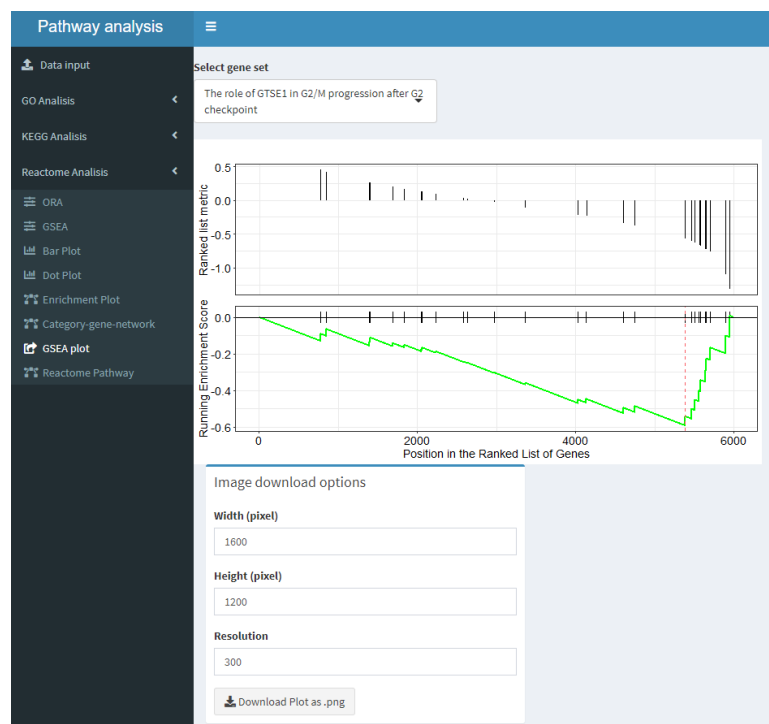 Pathway analysis
Data input
GO Analisis
KEGG Analisis
Reactome Analisis
ORA
GSEA
Bar Plot
Dot Plot
Enrichment Plot
Category-gene-network
GSEA plot
Reactome Pathway
Select gene set
The role of GTSE1 in G2/M progression after G2
checkpoint
Ranked list metric
0.5
0.0
-0.5
-1.0
Running Enrichment Score
0.0
-0.2
-0.4
-0.6
0 2000 4000 6000
Position in the Ranked List of Genes
Image download options
Width (pixel)
1600
Height (pixel)
1200
Resolution
300
Download Plot as .png